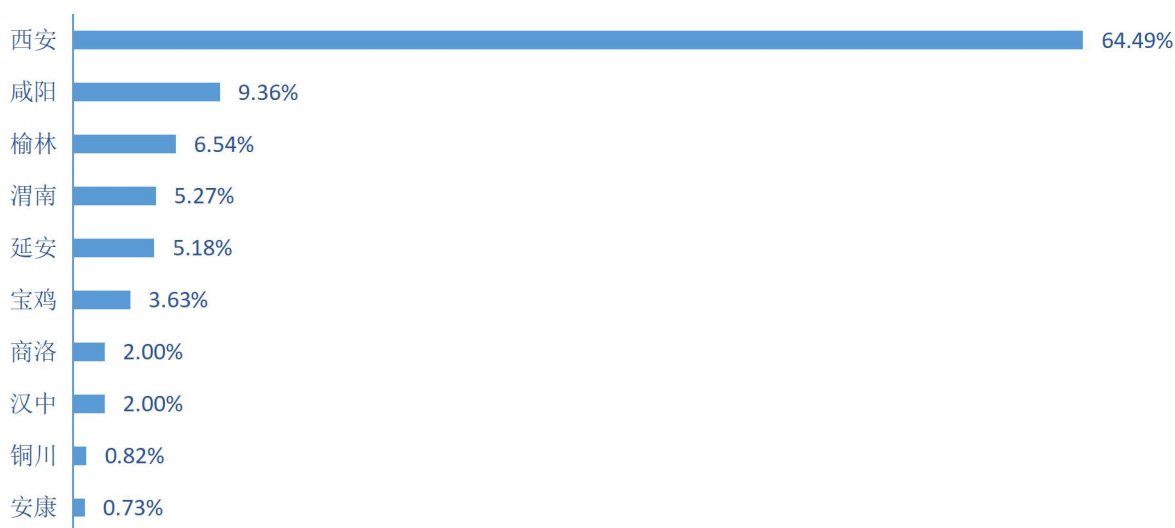 西安 64.49%
咸阳 9.36%
榆林 6.54%
渭南 5.27%
延安 5.18%
宝鸡 3.63%
商洛 2.00%
汉中 2.00%
铜川 0.82%
安康 0.73%